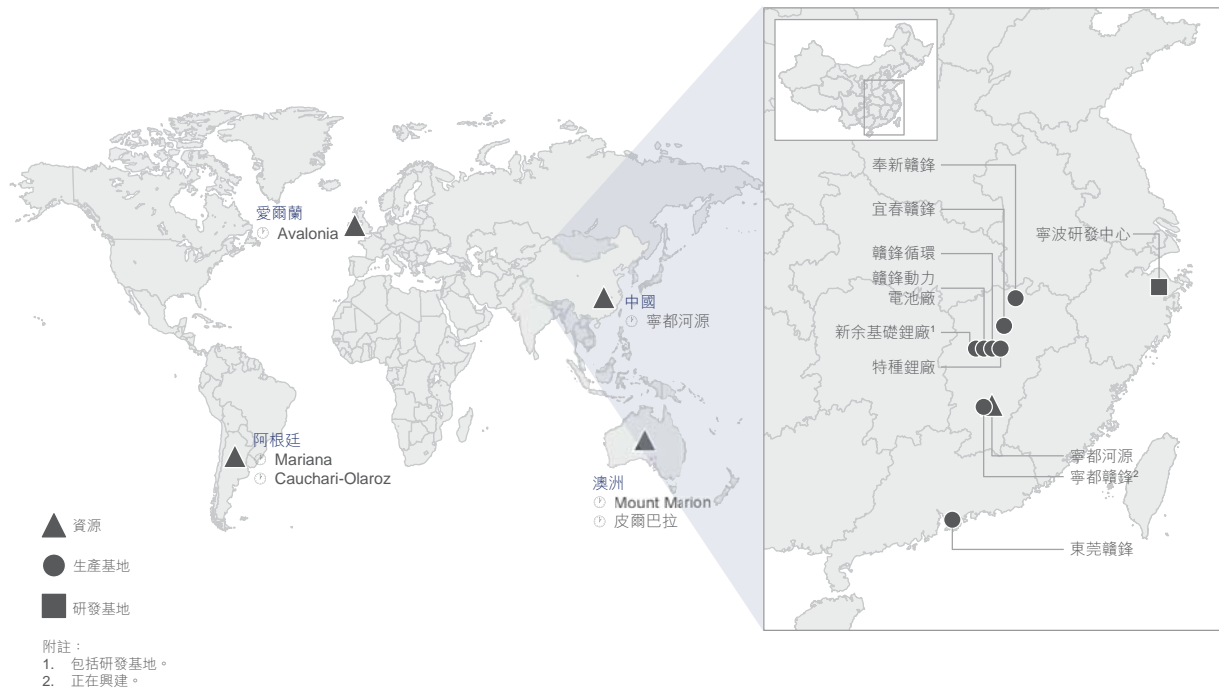 愛爾蘭
Avalonia
中國
寧都河源
阿根廷
Mariana
Cauchari-Olaroz
澳洲
Mount Marion
皮爾巴拉
資源
生產基地
研發基地
附註：
1. 包括研發基地。
2. 正在興建。
奉新贛鋒
宜春贛鋒
寧波研發中心
贛鋒循環
贛鋒動力
電池廠
新余基礎鋰廠¹
特種鋰廠
寧都河源
寧都贛鋒²
東莞贛鋒